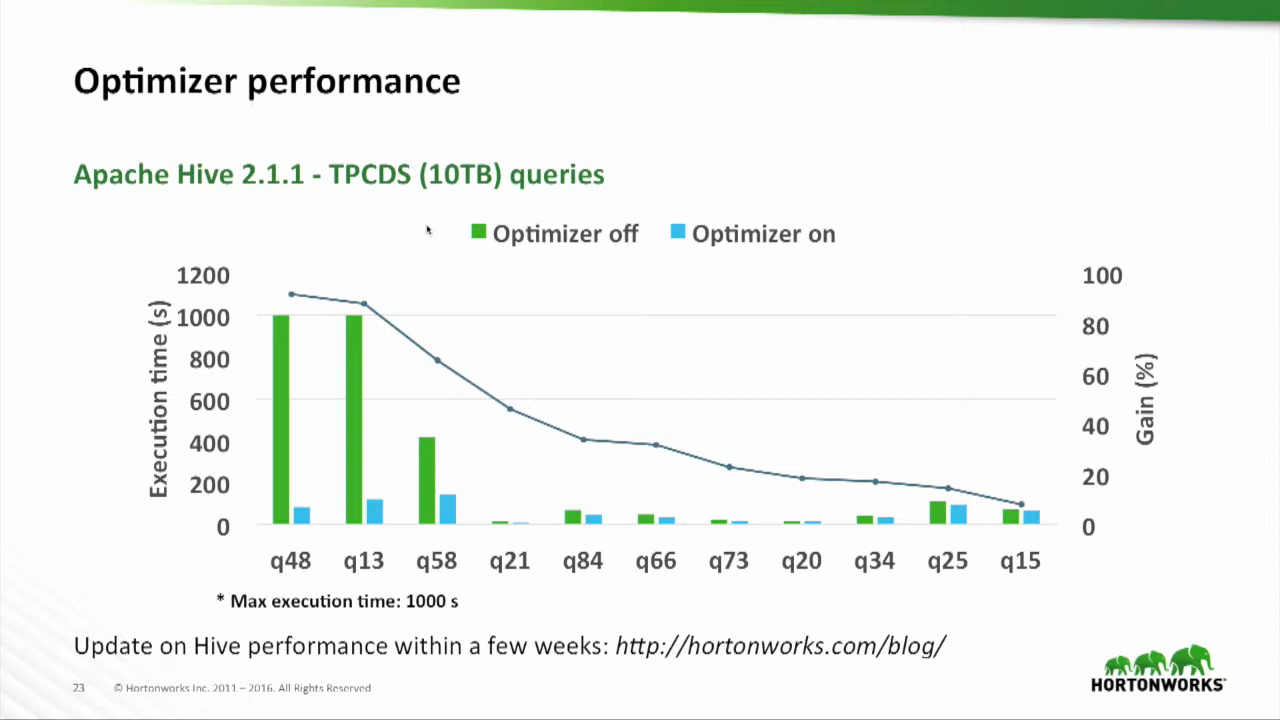 Optimizer performance
Apache Hive 2.1.1 - TPCDS (10TB) queries
Optimizer off Optimizer on
1200
1000
800
600
400
200
0
Execution time (s)
100
80
60
40
20
0
Gain (%)
q48 q13 q58 q21 q84 q66 q73 q20 q34 q25 q15
* Max execution time: 1000 s
Update on Hive performance within a few weeks: http://hortonworks.com/blog/
23 © Hortonworks Inc. 2011 – 2016. All Rights Reserved
HORTONWORKS